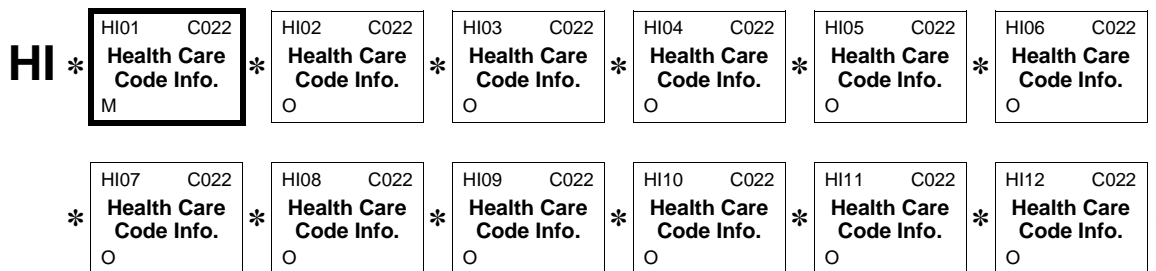 HI * HI01 C022 * HI02 C022 * HI03 C022 * HI04 C022 * HI05 C022 * HI06 C022
Health Care Health Care Health Care Health Care Health Care Health Care
Code Info. Code Info. Code Info. Code Info. Code Info. Code Info.
M O O O O O
* HI07 C022 * HI08 C022 * HI09 C022 * HI10 C022 * HI11 C022 * HI12 C022
Health Care Health Care Health Care Health Care Health Care Health Care
Code Info. Code Info. Code Info. Code Info. Code Info. Code Info.
O O O O O O